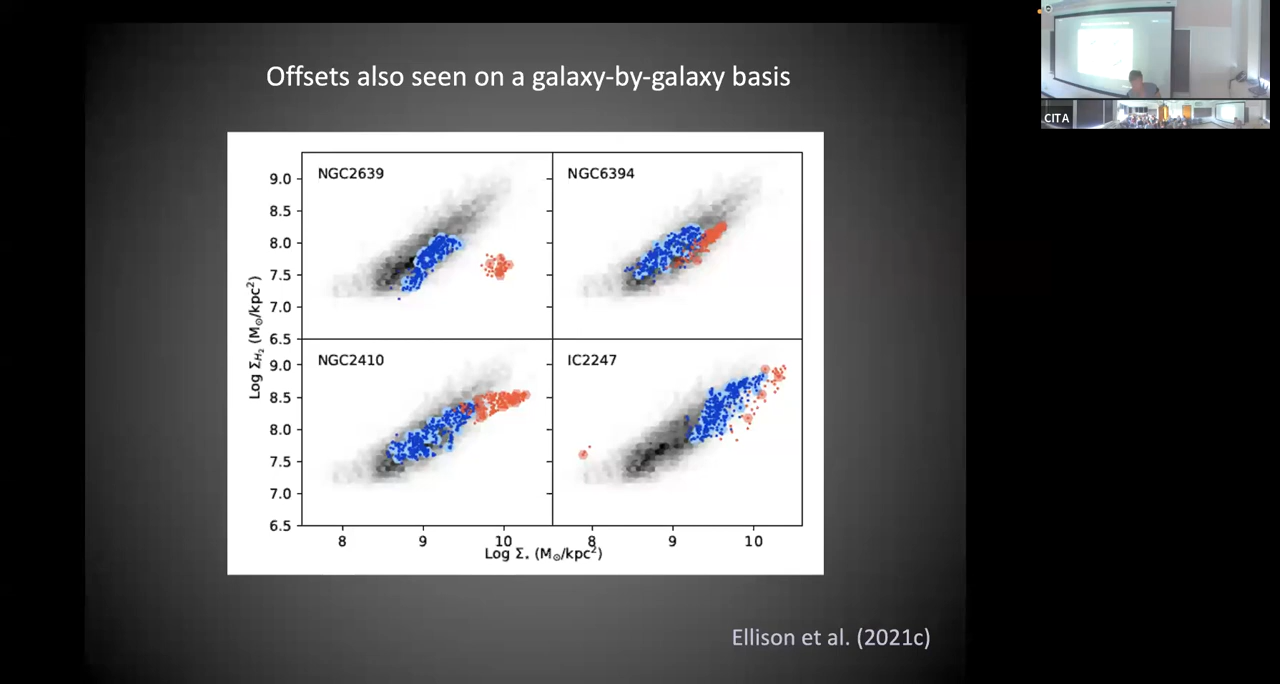 Offsets also seen on a galaxy-by-galaxy basis
CITA
NGC2639
NGC6394
9.0
8.5
8.0
7.5
7.0
6.5
NGC2410
IC2247
9.0
8.5
8.0
7.5
7.0
6.5
Log Σ_H₂ (M⊙/kpc²)
8 9 10 8 9 10
Log Σ⋆ (M⊙/kpc²)
Ellison et al. (2021c)